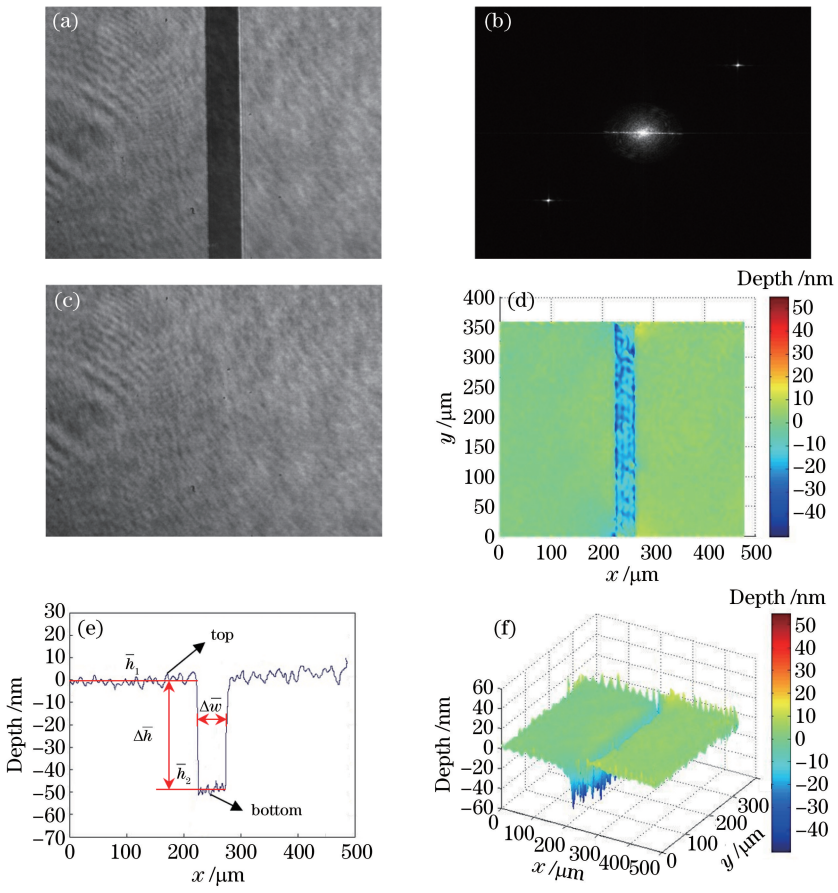 (a)
(b)
(c)
Depth /nm
(d)
400
350
300
250
200
150
100
50
0
y /μm
0 100 200 300 400 500
x /μm
50
40
30
20
10
0
−10
−20
−30
−40
(e)
30
20
10
0
−10
−20
−30
−40
−50
−60
−70
Depth /nm
h̅₁
top
Δw̅
Δh̅
h̅₂
bottom
0 100 200 300 400 500
x /μm
(f)
Depth /nm
60
40
20
0
−20
−40
−60
Depth /nm
0 100 200 300 400 500
x /μm
0 100 200 300
y /μm
50
40
30
20
10
0
−10
−20
−30
−40